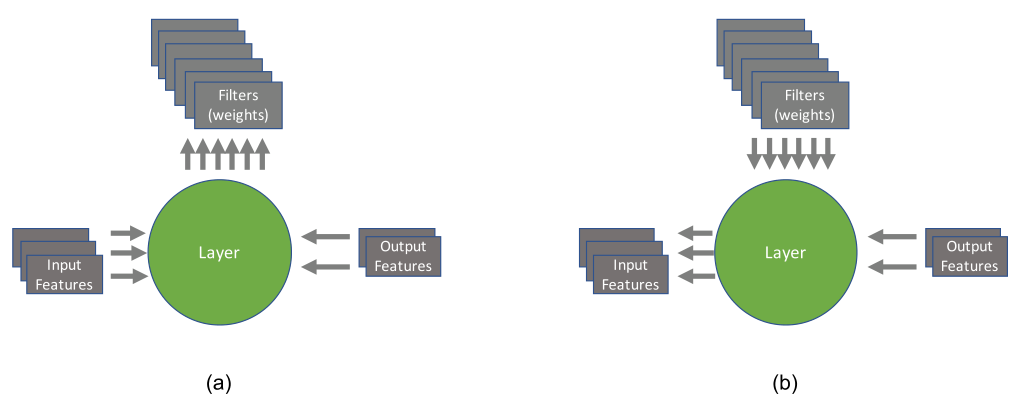 Filters
(weights)
Layer
Input
Features
Output
Features
(a)
Filters
(weights)
Layer
Input
Features
Output
Features
(b)